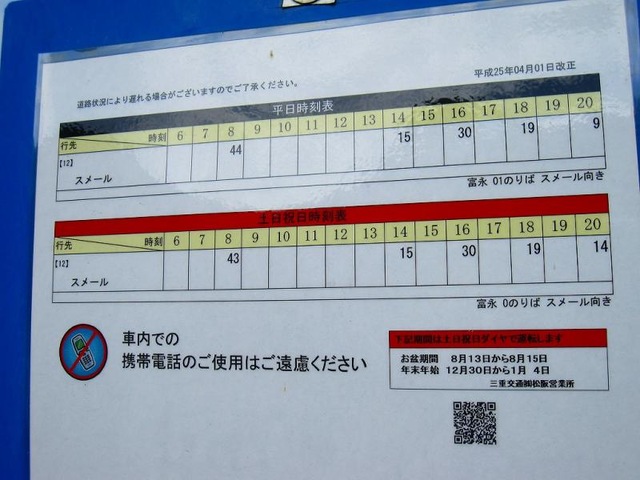 平成25年04月01日改正
道路状況により遅れる場合がございますのでご了承ください。
平日時刻表
行先 時刻 6 7 8 9 10 11 12 13 14 15 16 17 18 19 20
【12】 スメール 44 15 30 19 9
富永 01のりば スメール向き
土日祝日時刻表
行先 時刻 6 7 8 9 10 11 12 13 14 15 16 17 18 19 20
【12】 スメール 43 15 30 19 14
富永 0のりば スメール向き
車内での
携帯電話のご使用はご遠慮ください
下記期間は土日祝日ダイヤで運転します
お盆期間 8月13日から8月15日
年末年始 12月30日から1月 4日
三重交通㈱松阪営業所